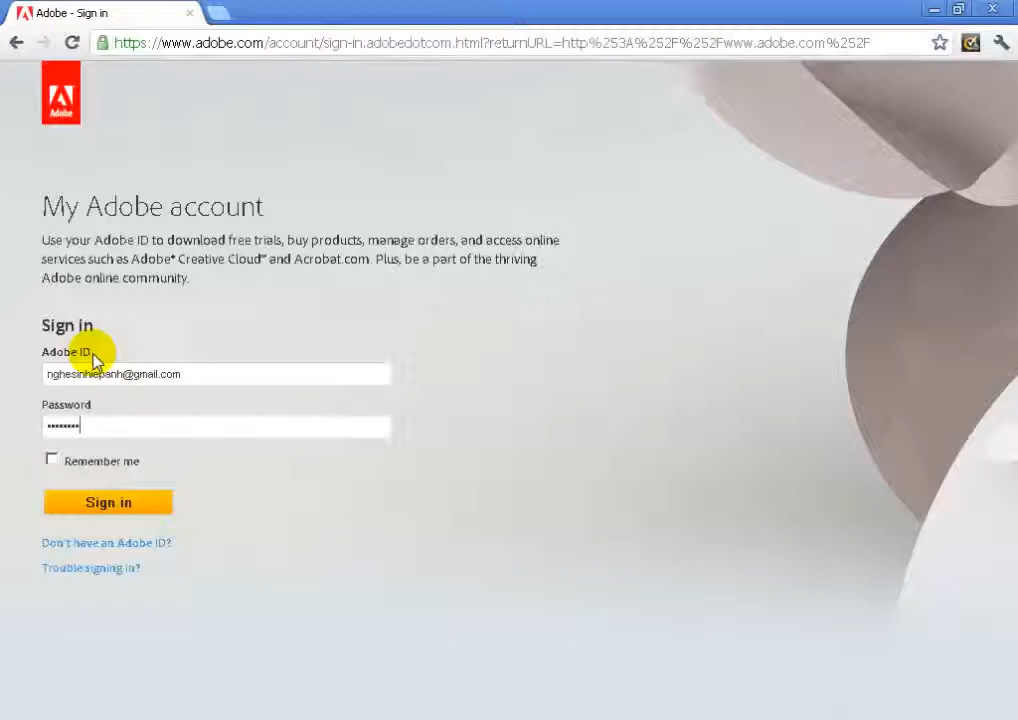 Adobe - Sign in
https://www.adobe.com/account/sign-in.adobedotcom.html?returnURL=http%253A%252F%252Fwww.adobe.com%252F
Adobe
My Adobe account
Use your Adobe ID to download free trials, buy products, manage orders, and access online
services such as Adobe® Creative Cloud™ and Acrobat.com. Plus, be a part of the thriving
Adobe online community.
Sign in
Adobe ID
nghesinhiepanh@gmail.com
Password
••••••••
Remember me
Sign in
Don't have an Adobe ID?
Trouble signing in?